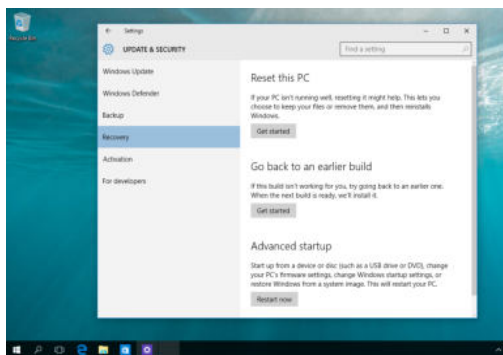 Recycle Bin
Settings
UPDATE & SECURITY
Find a setting
Windows Update
Windows Defender
Backup
Recovery
Activation
For developers
Reset this PC
If your PC isn't running well, resetting it might help. This lets you
choose to keep your files or remove them, and then reinstalls
Windows.
Get started
Go back to an earlier build
If this build isn't working for you, try going back to an earlier one.
When the next build is ready, we'll install it.
Get started
Advanced startup
Start up from a device or disc (such as a USB drive or DVD), change
your PC's firmware settings, change Windows startup settings, or
restore Windows from a system image. This will restart your PC.
Restart now